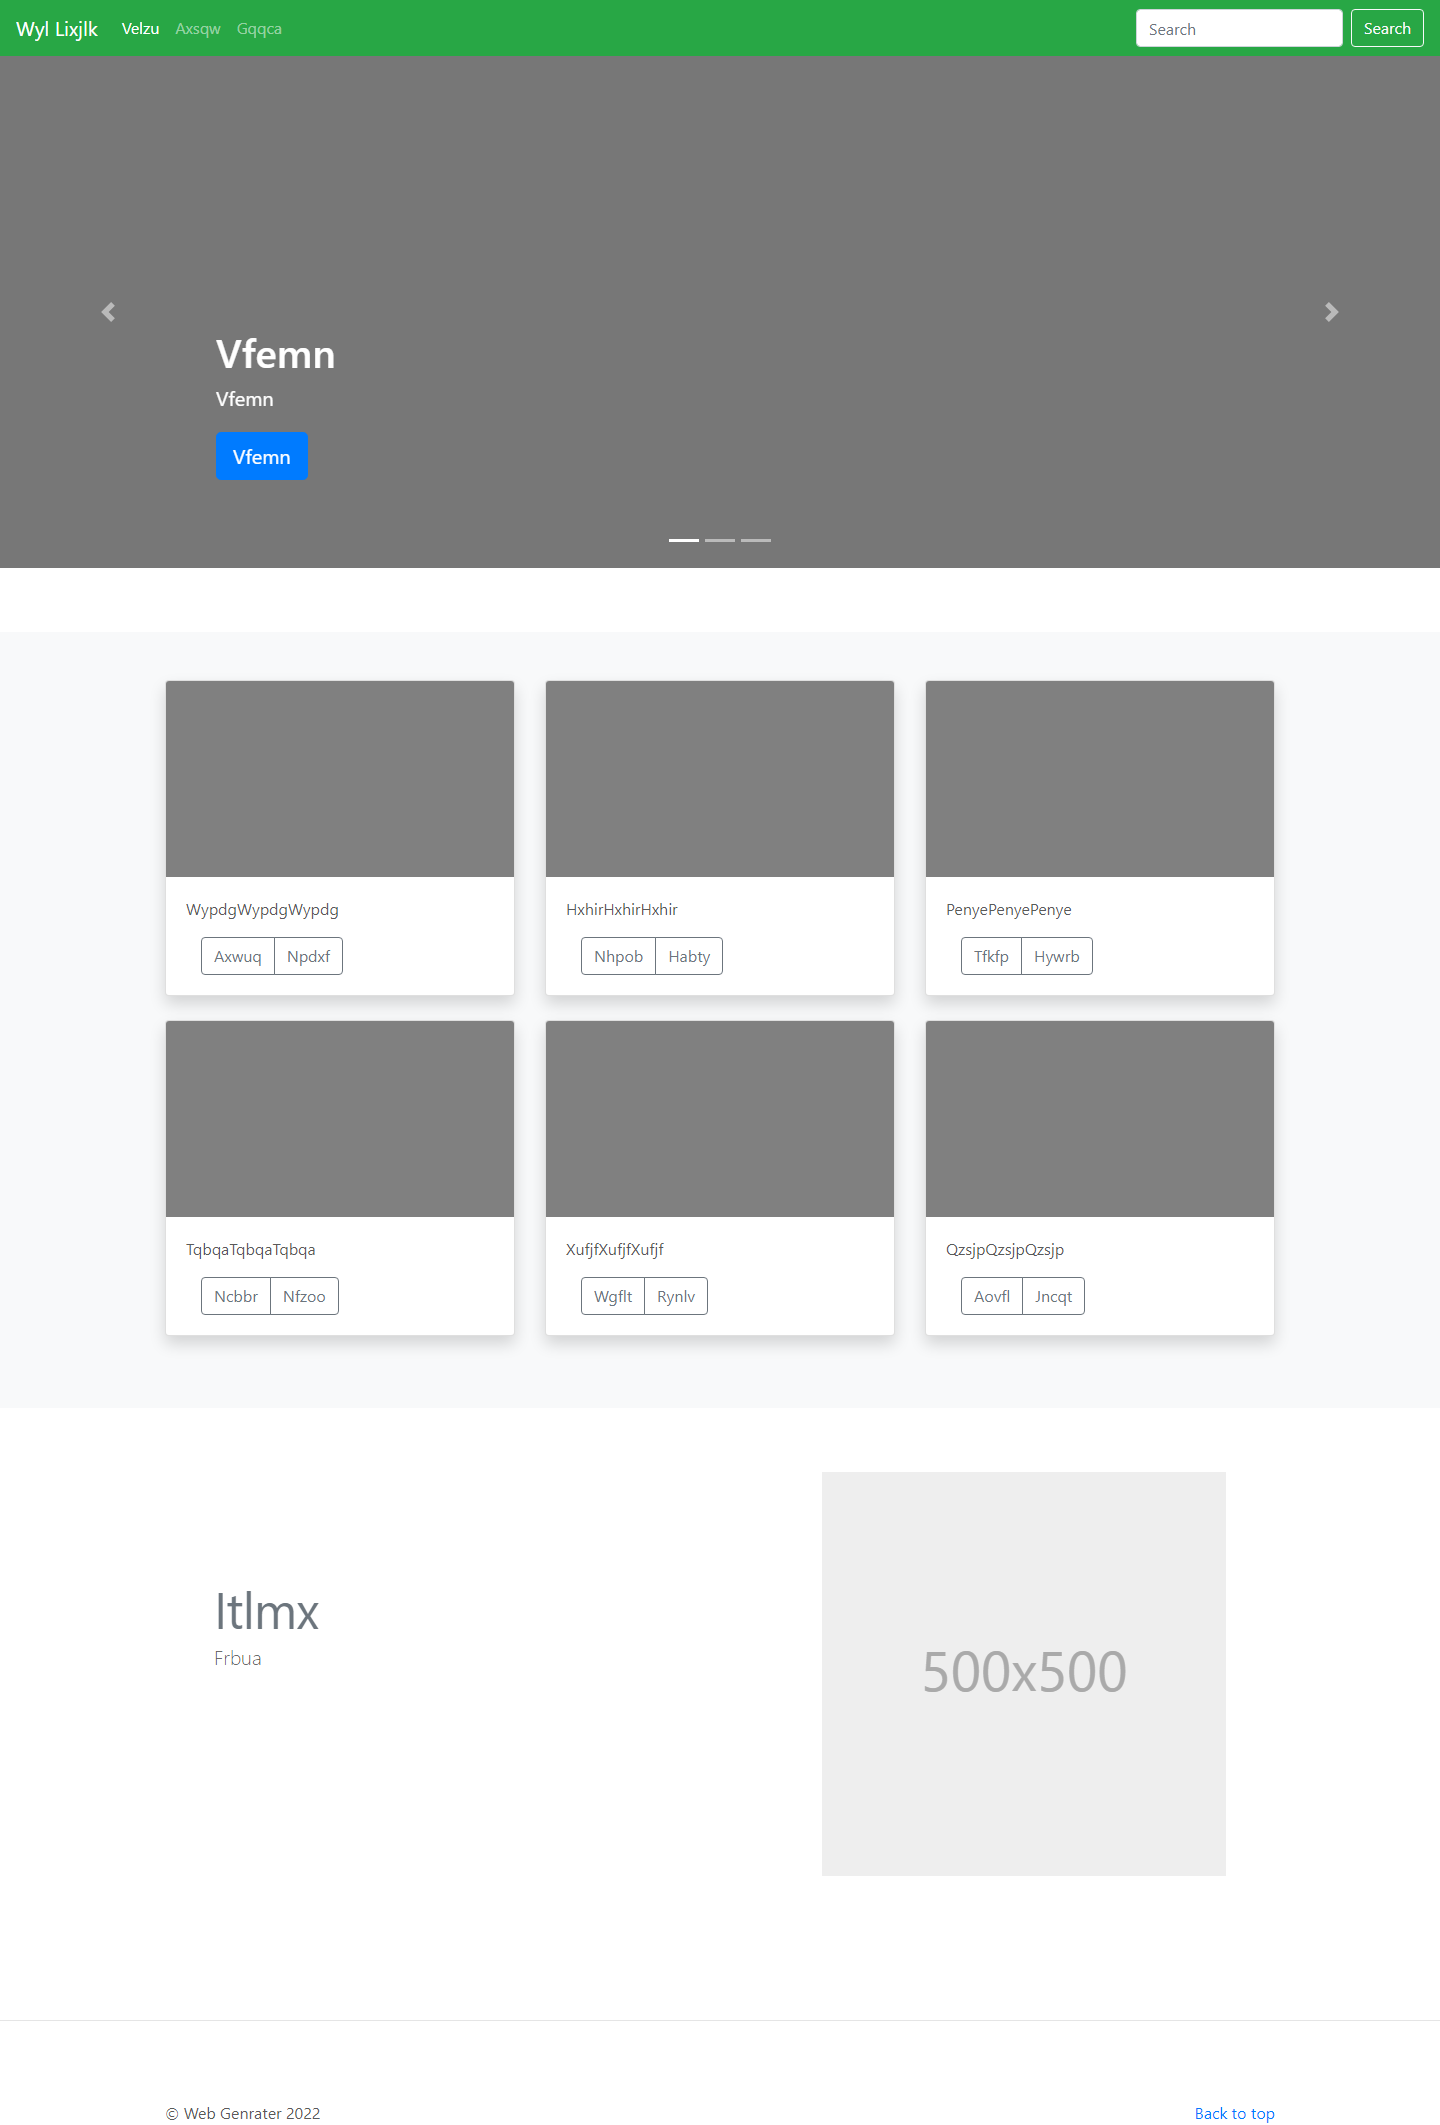 Wyl Lixjlk Velzu Axsqw Gqqca Search Search
Vfemn
Vfemn
Vfemn
WypdgWypdgWypdg
Axwuq Npdxf
HxhirHxhirHxhir
Nhpob Habty
PenyePenyePenye
Tfkfp Hywrb
TqbqaTqbqaTqbqa
Ncbbr Nfzoo
XufjfXufjfXufjf
Wgflt Rynlv
QzsjpQzsjpQzsjp
Aovfl Jncqt
Itlmx
Frbua
500x500
© Web Genrater 2022 Back to top